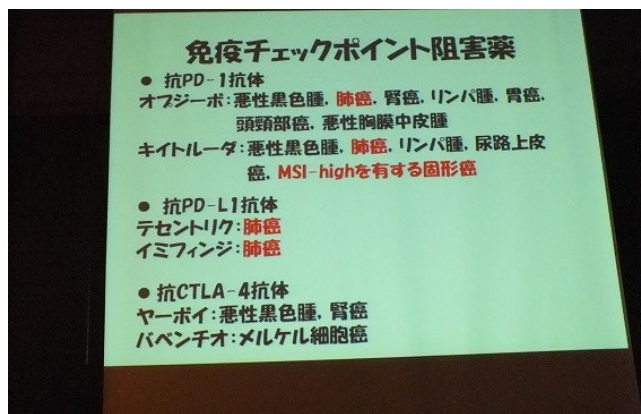 免疫チェックポイント阻害薬
● 抗PD-1抗体
オプジーボ:悪性黒色腫, 肺癌, 腎癌, リンパ腫, 胃癌,
頭頸部癌, 悪性胸膜中皮腫
キイトルーダ:悪性黒色腫, 肺癌, リンパ腫, 尿路上皮
癌, MSI-highを有する固形癌
● 抗PD-L1抗体
テセントリク:肺癌
イミフィンジ:肺癌
● 抗CTLA-4抗体
ヤーボイ:悪性黒色腫, 腎癌
バベンチオ:メルケル細胞癌